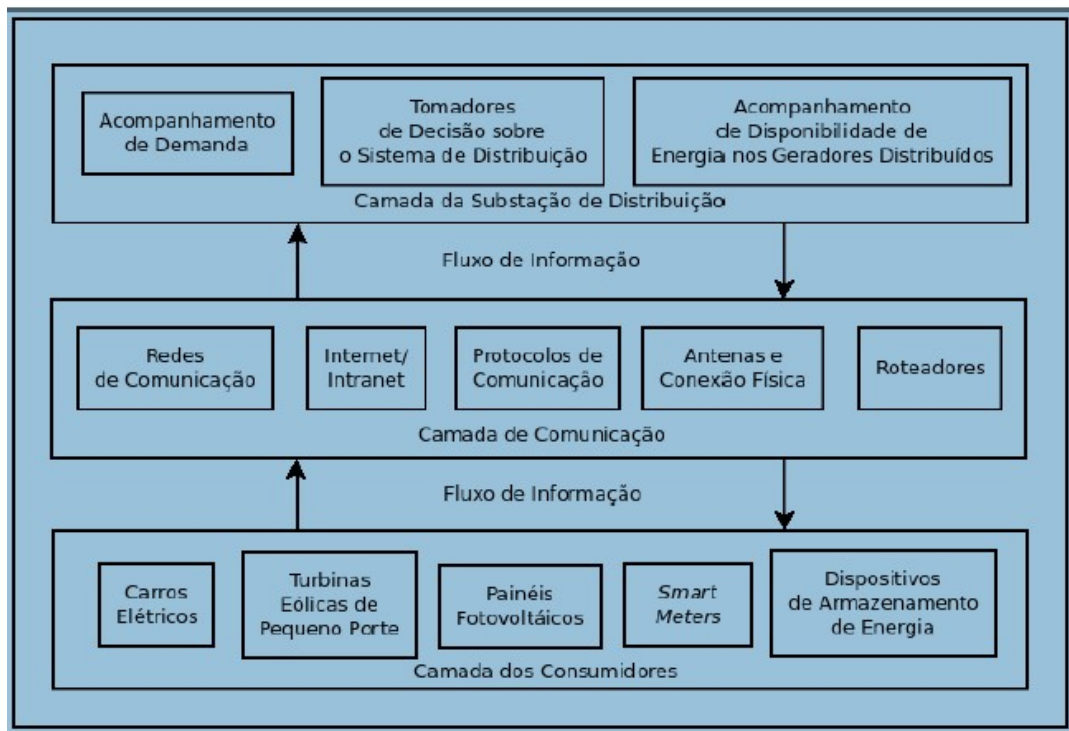 Acompanhamento
de Demanda
Tomadores
de Decisão sobre
o Sistema de Distribuição
Acompanhamento
de Disponibilidade de
Energia nos Geradores Distribuídos
Camada da Substação de Distribuição
Fluxo de Informação
Redes
de Comunicação
Internet/
Intranet
Protocolos de
Comunicação
Antenas e
Conexão Física
Roteadores
Camada de Comunicação
Fluxo de Informação
Carros
Elétricos
Turbinas
Eólicas de
Pequeno Porte
Painéis
Fotovoltáicos
Smart
Meters
Dispositivos
de Armazenamento
de Energia
Camada dos Consumidores